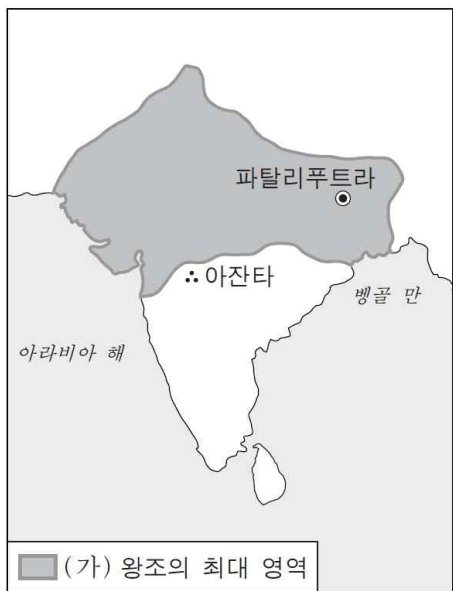 파탈리푸트라
아잔타
벵골 만
아라비아 해
(가) 왕조의 최대 영역